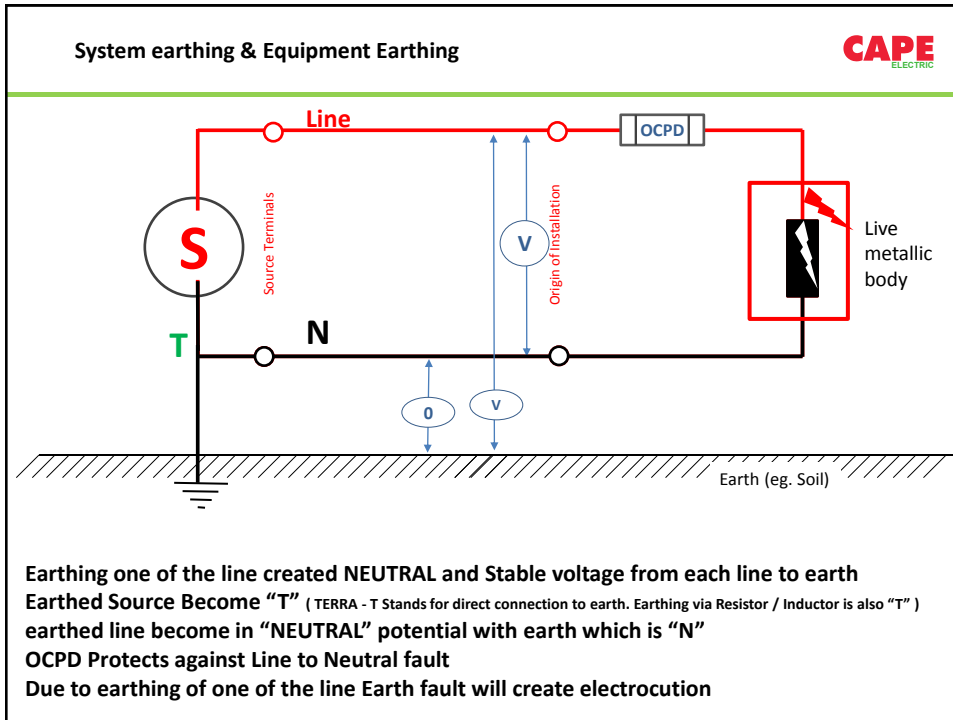 System earthing & Equipment Earthing
CAPE
ELECTRIC
Line
OCPD
Source Terminals
S
V
Origin of Installation
Live
metallic
body
T
N
0
V
Earth (eg. Soil)
Earthing one of the line created NEUTRAL and Stable voltage from each line to earth
Earthed Source Become “T” ( TERRA - T Stands for direct connection to earth. Earthing via Resistor / Inductor is also “T” )
earthed line become in “NEUTRAL” potential with earth which is “N”
OCPD Protects against Line to Neutral fault
Due to earthing of one of the line Earth fault will create electrocution